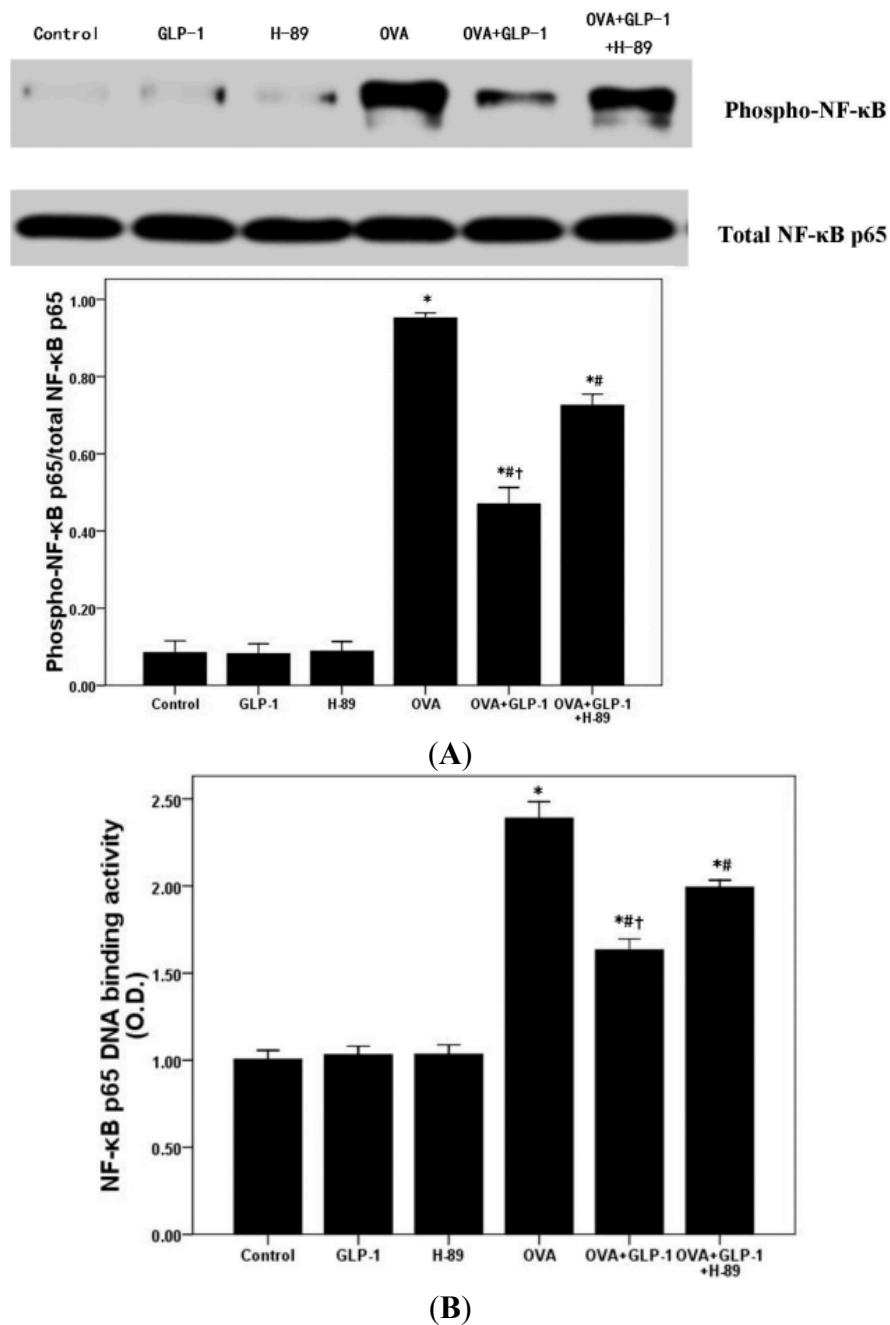 Control GLP-1 H-89 OVA OVA+GLP-1 OVA+GLP-1
+H-89
Phospho-NF-κB
Total NF-κB p65
Phospho-NF-κB p65/total NF-κB p65
1.00
0.80
0.60
0.40
0.20
0.00
*
*#†
*#
Control GLP-1 H-89 OVA OVA+GLP-1 OVA+GLP-1
+H-89
(A)
NF-κB p65 DNA binding activity
(O.D.)
2.50
2.00
1.50
1.00
0.50
0.00
*
*#†
*#
Control GLP-1 H-89 OVA OVA+GLP-1 OVA+GLP-1
+H-89
(B)